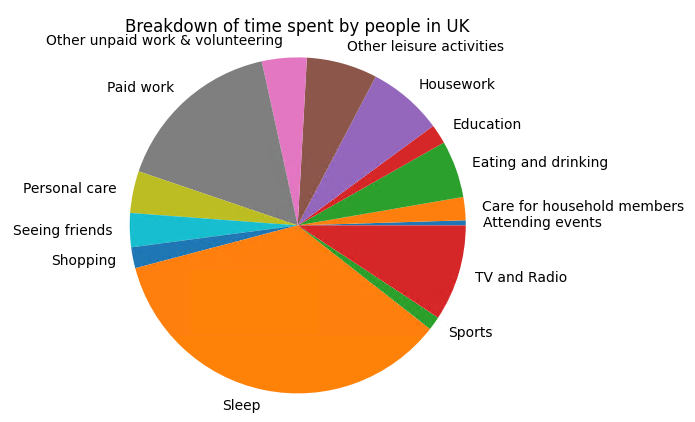 Breakdown of time spent by people in UK
Other unpaid work & volunteering
Other leisure activities
Paid work
Housework
Education
Eating and drinking
Personal care
Care for household members
Attending events
Seeing friends
Shopping
TV and Radio
Sports
Sleep